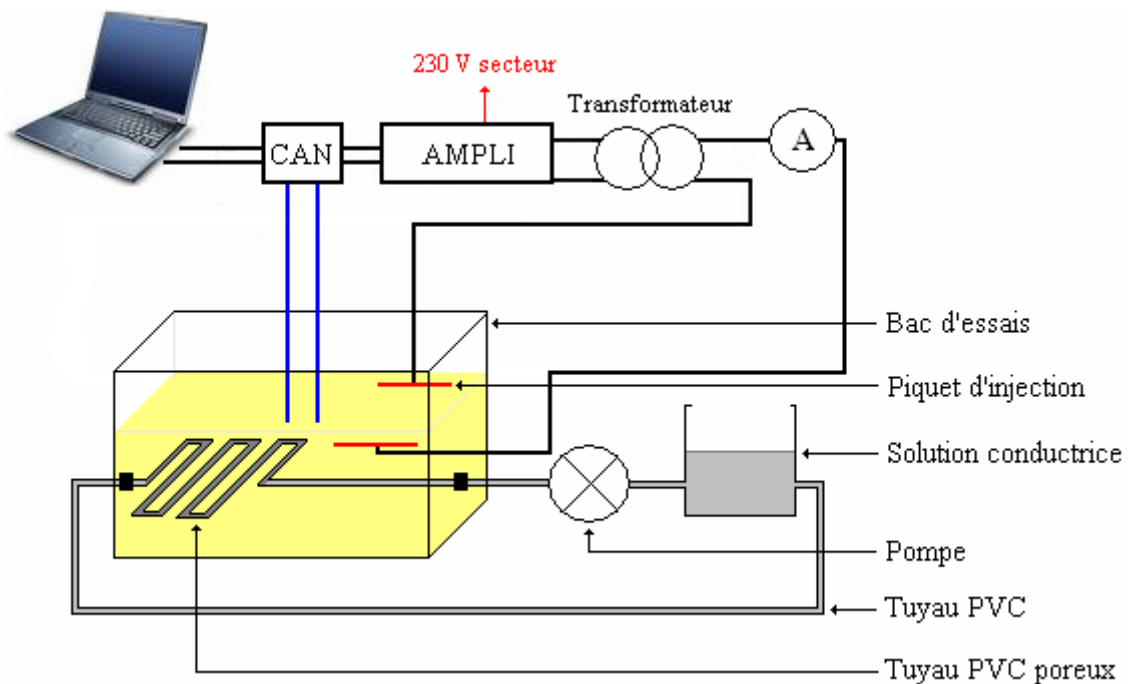 230 V secteur
Transformateur
CAN
AMPLI
A
Bac d'essais
Piquet d'injection
Solution conductrice
Pompe
Tuyau PVC
Tuyau PVC poreux